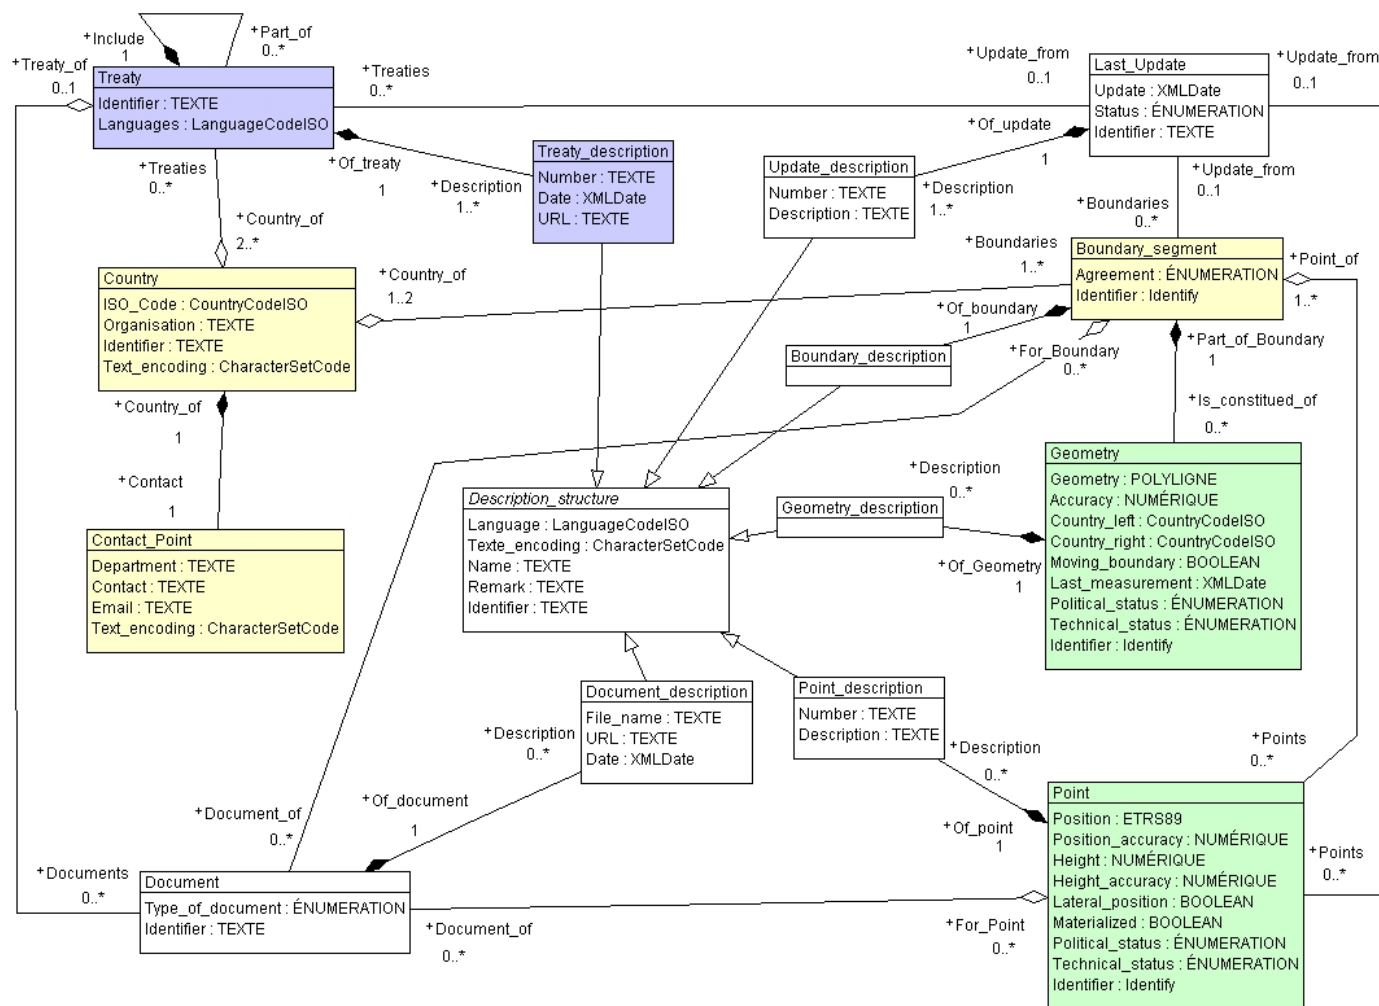 +Include
1
+Part_of
0..*
+Treaty_of
0..1
Treaty
Identifier : TEXTE
Languages : LanguageCodeISO
+Treaties
0..*
+Update_from
0..1
Last_Update
Update : XMLDate
Status : ÉNUMERATION
Identifier : TEXTE
+Update_from
0..1
+Of_treaty
1
+Description
1..*
Treaty_description
Number : TEXTE
Date : XMLDate
URL : TEXTE
Update_description
Number : TEXTE
Description : TEXTE
+Of_update
1
+Description
1..*
+Update_from
0..1
+Boundaries
0..*
+Treaties
0..*
+Country_of
2..*
Country
ISO_Code : CountryCodeISO
Organisation : TEXTE
Identifier : TEXTE
Text_encoding : CharacterSetCode
+Country_of
1..2
+Boundaries
1..*
Boundary_segment
Agreement : ÉNUMERATION
Identifier : Identify
+Point_of
1..*
+Of_boundary
1
Boundary_description
+For_Boundary
0..*
+Part_of_Boundary
1
+Is_constitued_of
0..*
+Country_of
1
+Contact
1
Contact_Point
Department : TEXTE
Contact : TEXTE
Email : TEXTE
Text_encoding : CharacterSetCode
Description_structure
Language : LanguageCodeISO
Texte_encoding : CharacterSetCode
Name : TEXTE
Remark : TEXTE
Identifier : TEXTE
+Description
0..*
Geometry_description
+Of_Geometry
1
Geometry
Geometry : POLYLIGNE
Accuracy : NUMÉRIQUE
Country_left : CountryCodeISO
Country_right : CountryCodeISO
Moving_boundary : BOOLEAN
Last_measurement : XMLDate
Political_status : ÉNUMERATION
Technical_status : ÉNUMERATION
Identifier : Identify
Document_description
File_name : TEXTE
URL : TEXTE
Date : XMLDate
Point_description
Number : TEXTE
Description : TEXTE
+Description
0..*
+Description
0..*
+Points
0..*
+Document_of
0..*
+Of_document
1
+Of_point
1
Point
Position : ETRS89
Position_accuracy : NUMÉRIQUE
Height : NUMÉRIQUE
Height_accuracy : NUMÉRIQUE
Lateral_position : BOOLEAN
Materialized : BOOLEAN
Political_status : ÉNUMERATION
Technical_status : ÉNUMERATION
Identifier : Identify
+Points
0..*
+Documents
0..*
Document
Type_of_document : ÉNUMERATION
Identifier : TEXTE
+Document_of
0..*
+For_Point
0..*